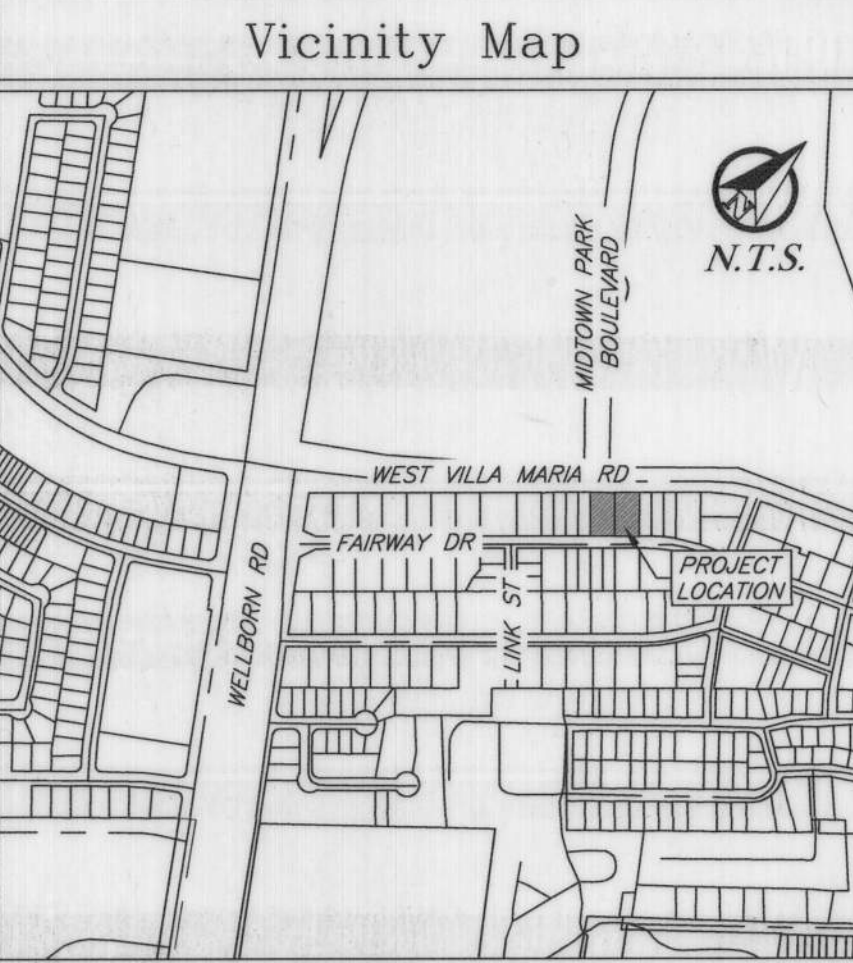 Vicinity Map
N
N.T.S.
MIDTOWN PARK
BOULEVARD
WEST VILLA MARIA RD
FAIRWAY DR
PROJECT
LOCATION
WELLBORN RD
LINK ST